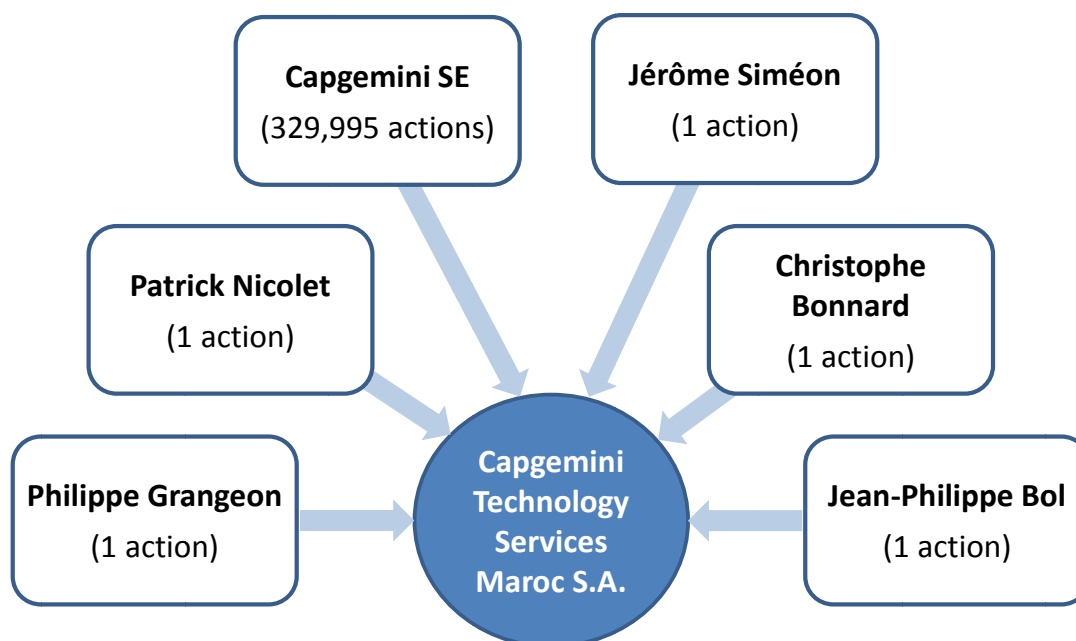 Capgemini SE
(329,995 actions)
Jérôme Siméon
(1 action)
Patrick Nicolet
(1 action)
Christophe
Bonnard
(1 action)
Philippe Grangeon
(1 action)
Capgemini
Technology
Services
Maroc S.A.
Jean-Philippe Bol
(1 action)